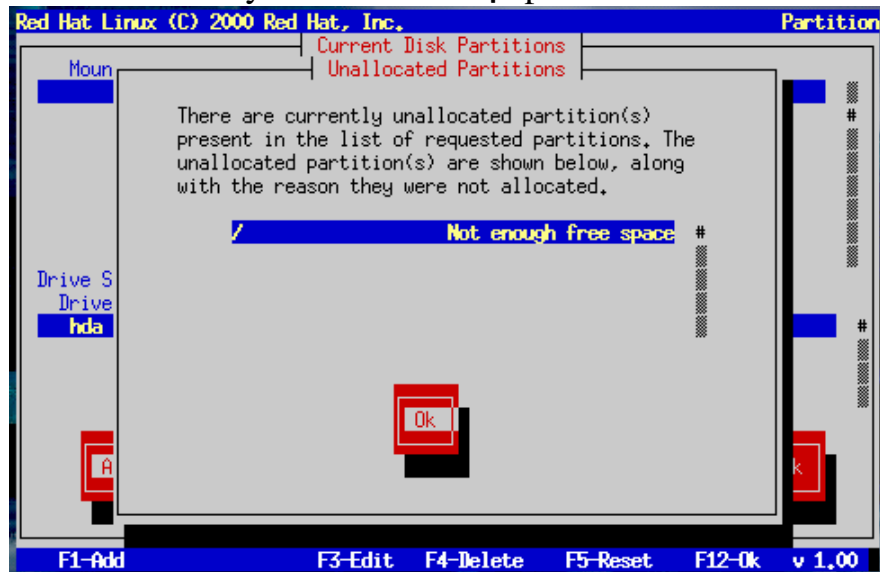 Red Hat Linux (C) 2000 Red Hat, Inc. Partition
Current Disk Partitions
Moun Unallocated Partitions
There are currently unallocated partition(s)
present in the list of requested partitions. The
unallocated partition(s) are shown below, along
with the reason they were not allocated.
/ Not enough free space #
#
Drive S
Drive
hda #
Ok
A k
F1-Add F3-Edit F4-Delete F5-Reset F12-Ok v 1.00